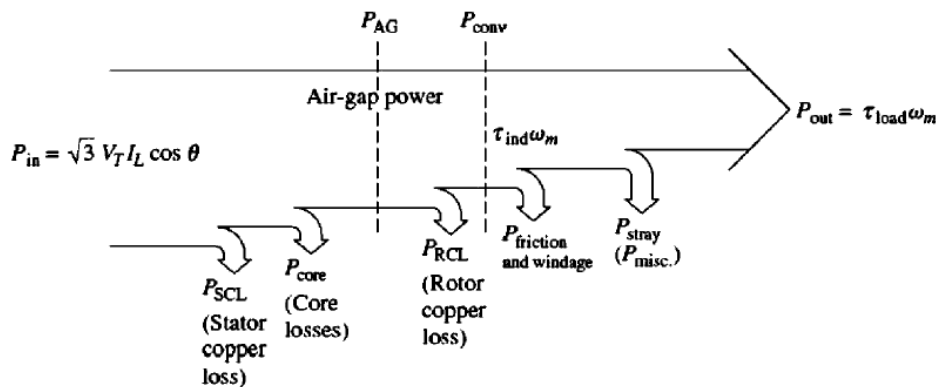 P_AG
P_conv
Air-gap power
P_out = τ_load ω_m
P_in = √3 V_T I_L cos θ
τ_ind ω_m
P_SCL
(Stator
copper
loss)
P_core
(Core
losses)
P_RCL
(Rotor
copper
loss)
P_friction
and windage
P_stray
(P_misc.)